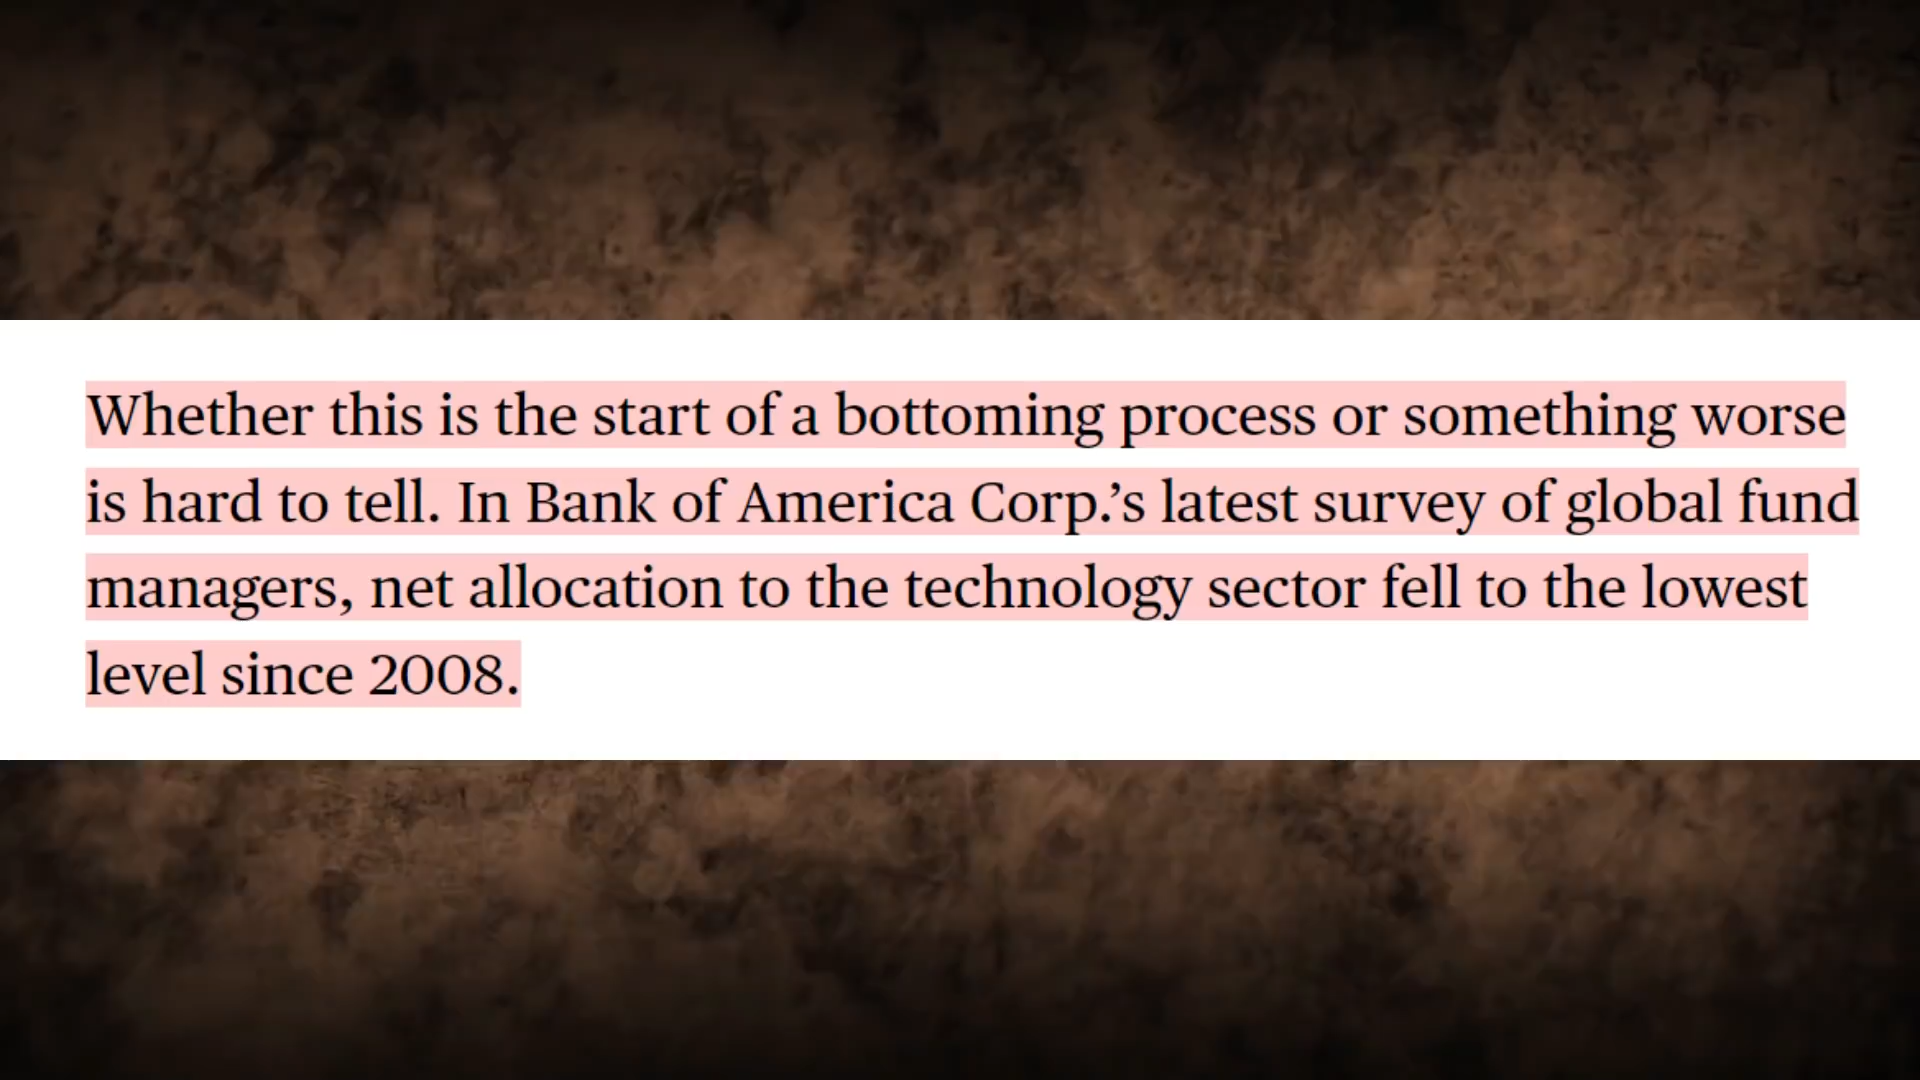 Whether this is the start of a bottoming process or something worse
is hard to tell. In Bank of America Corp.’s latest survey of global fund
managers, net allocation to the technology sector fell to the lowest
level since 2008.